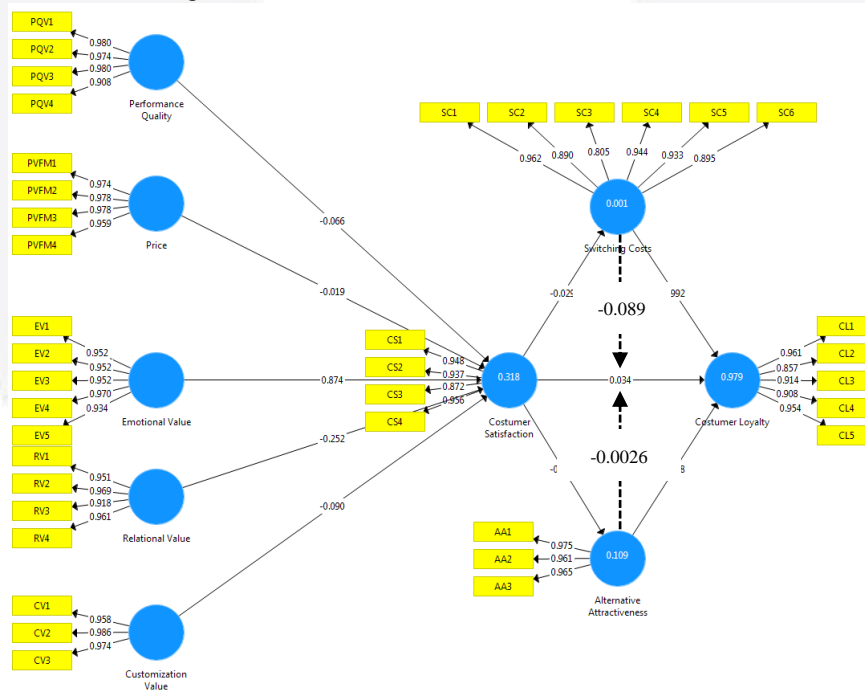 PQV1
PQV2
PQV3
PQV4
0.980
0.974
0.980
0.908
Performance
Quality
PVFM1
PVFM2
PVFM3
PVFM4
0.974
0.978
0.978
0.959
Price
EV1
EV2
EV3
EV4
EV5
0.952
0.952
0.952
0.970
0.934
Emotional Value
RV1
RV2
RV3
RV4
0.951
0.969
0.918
0.961
Relational Value
CV1
CV2
CV3
0.958
0.986
0.974
Customization
Value
-0.066
-0.019
0.874
-0.252
-0.090
CS1
CS2
CS3
CS4
0.948
0.937
0.872
0.956
0.318
Costumer
Satisfaction
SC1 SC2 SC3 SC4 SC5 SC6
0.962 0.890 0.805 0.944 0.933 0.895
0.001
Switching Costs
-0.029
992
-0.089
0.034
-0.0026
AA1
AA2
AA3
0.975
0.961
0.965
0.109
Alternative
Attractiveness
0.979
Costumer Loyalty
0.961
0.857
0.914
0.908
0.954
CL1
CL2
CL3
CL4
CL5